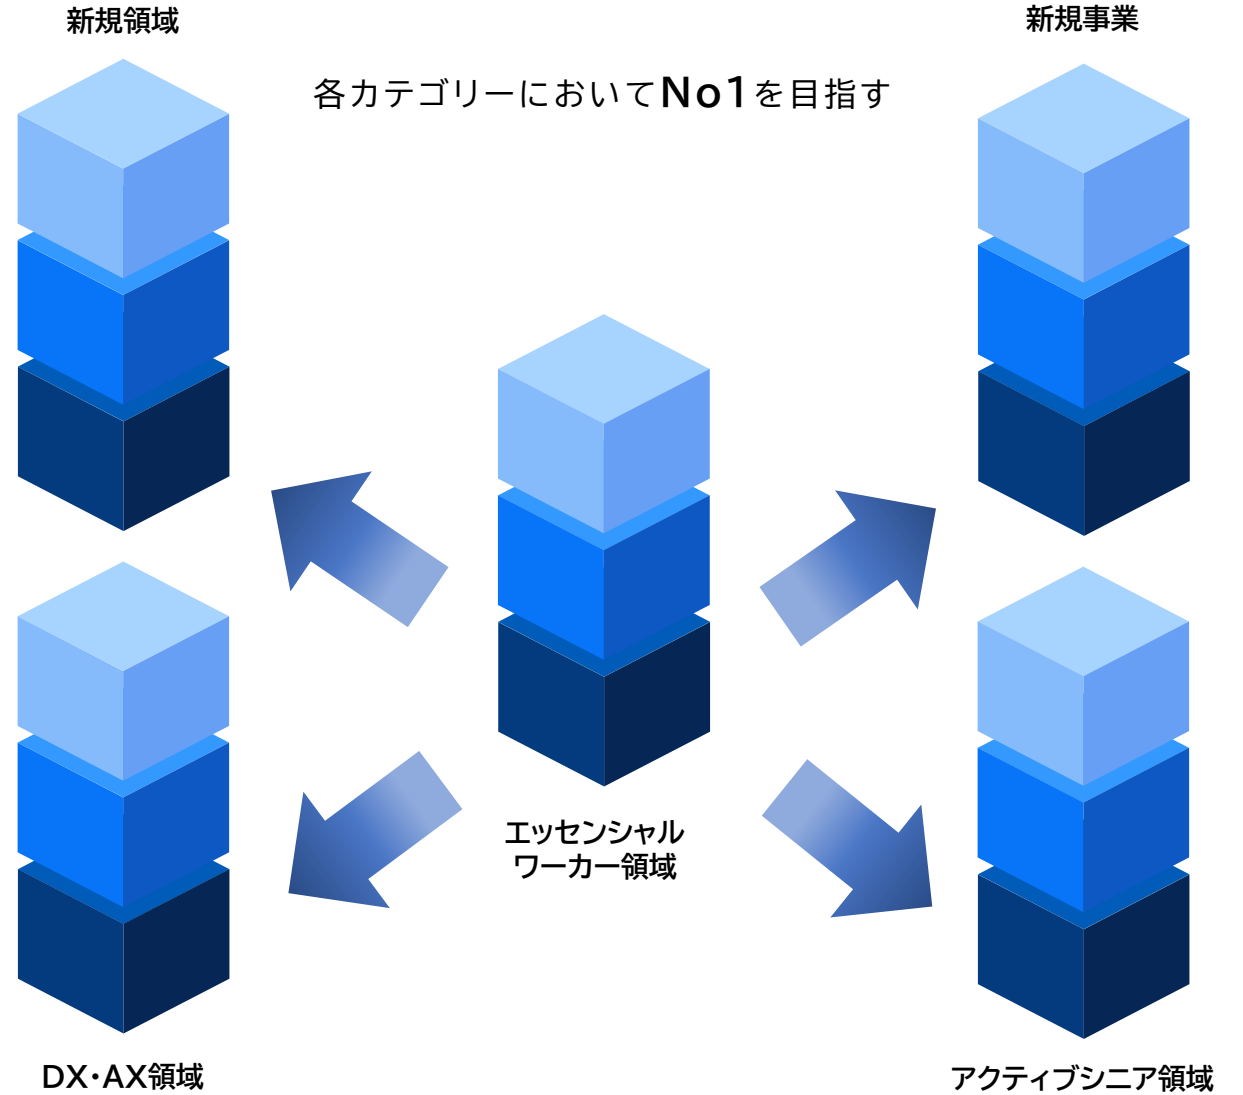 新規領域
新規事業
各カテゴリーにおいてNo1を目指す
エッセンシャル
ワーカー領域
DX・AX領域
アクティブシニア領域